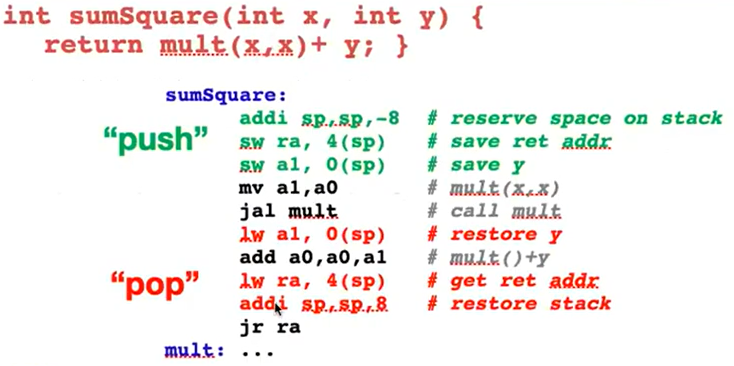 int sumSquare(int x, int y) {
return mult(x,x)+ y; }
sumSquare:
addi sp,sp,-8 # reserve space on stack
"push"
sw ra, 4(sp) # save ret addr
sw a1, 0(sp) # save y
mv a1,a0 # mult(x,x)
jal mult # call mult
lw a1, 0(sp) # restore y
add a0,a0,a1 # mult()+y
"pop"
lw ra, 4(sp) # get ret addr
addi sp,sp,8 # restore stack
jr ra
mult: ...